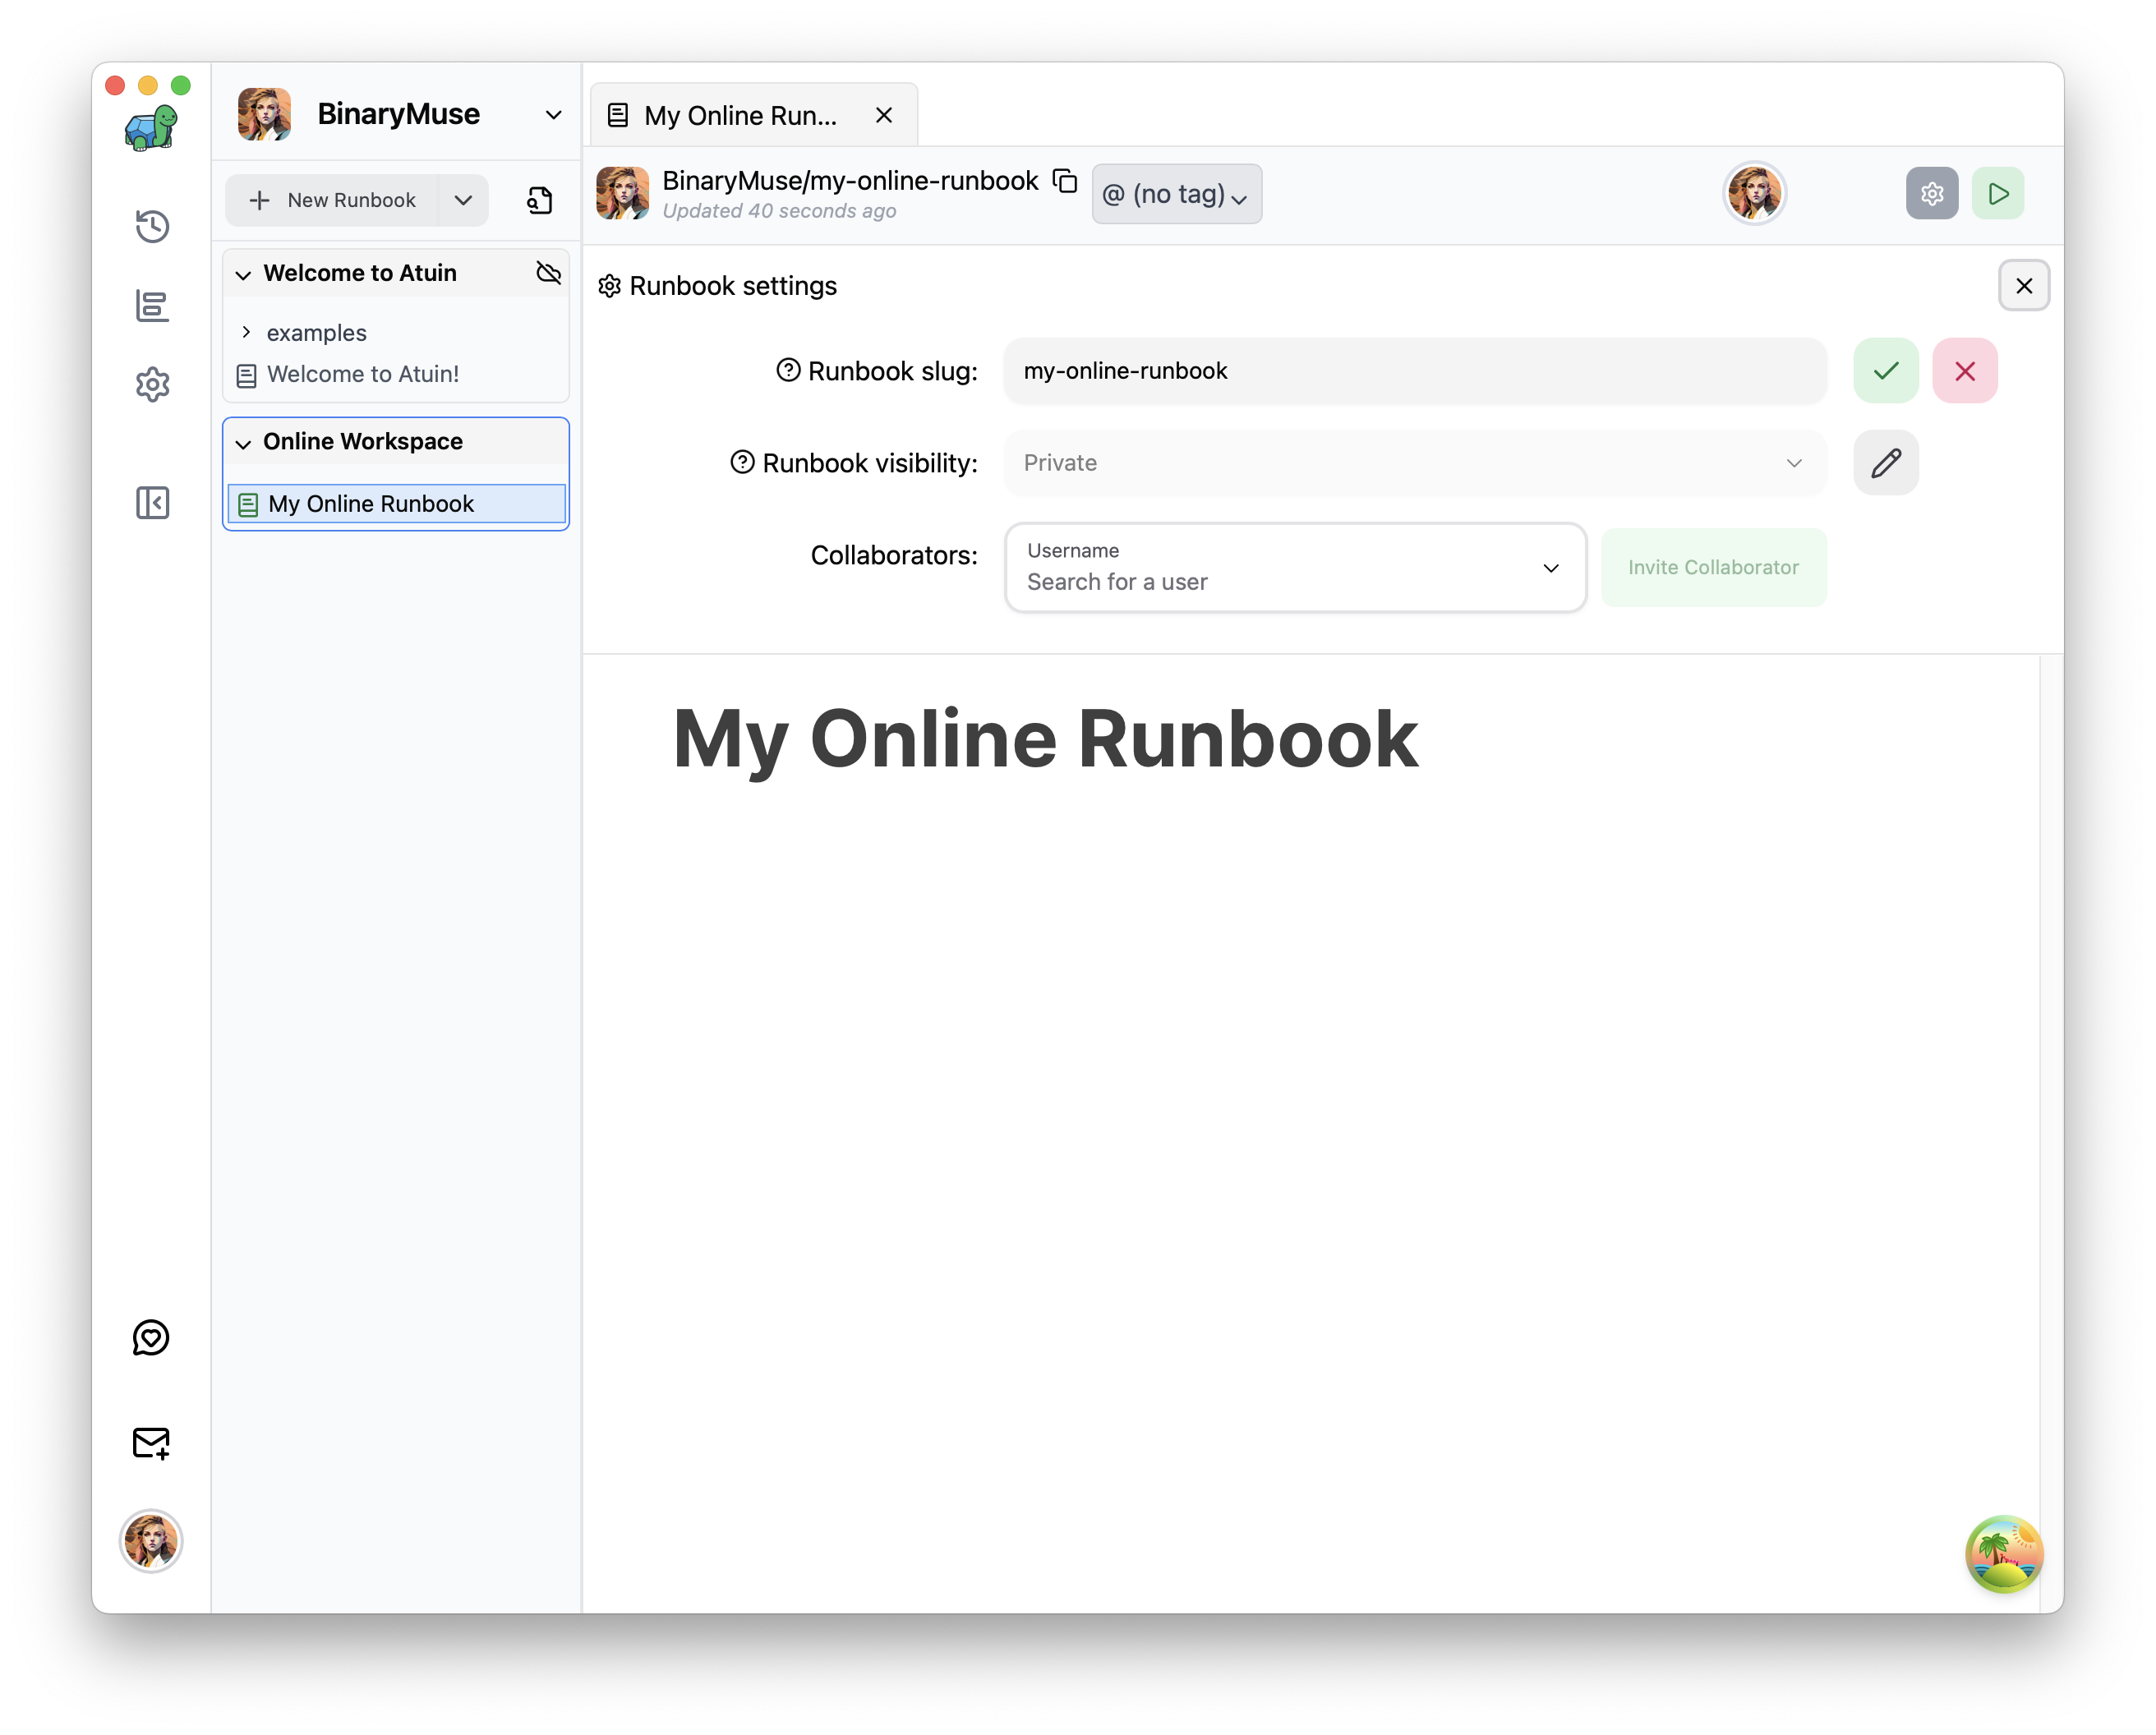 BinaryMuse
New Runbook
Welcome to Atuin
examples
Welcome to Atuin!
Online Workspace
My Online Runbook
My Online Run...
BinaryMuse/my-online-runbook
@ (no tag)
Updated 40 seconds ago
Runbook settings
Runbook slug: my-online-runbook
Runbook visibility: Private
Collaborators: Username
Search for a user
Invite Collaborator
My Online Runbook